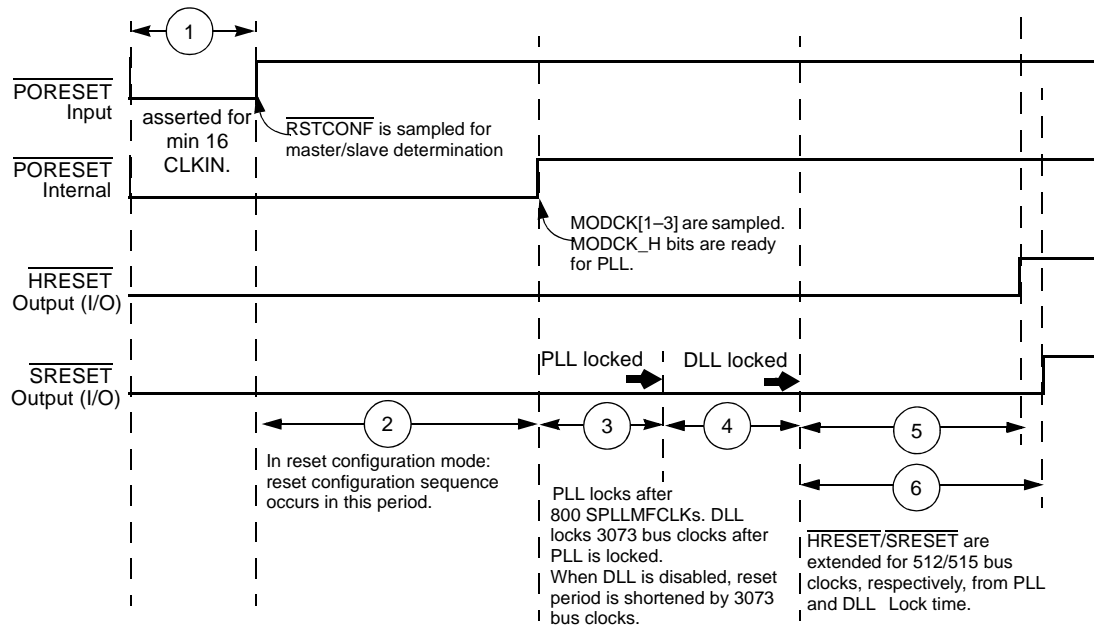 1
PORESET
Input
asserted for
min 16
CLKIN.
RSTCONF is sampled for
master/slave determination
PORESET
Internal
MODCK[1–3] are sampled.
MODCK_H bits are ready
for PLL.
HRESET
Output (I/O)
PLL locked
DLL locked
SRESET
Output (I/O)
2
3
4
5
6
In reset configuration mode:
reset configuration sequence
occurs in this period.
PLL locks after
800 SPLLMFCLKs. DLL
locks 3073 bus clocks after
PLL is locked.
When DLL is disabled, reset
period is shortened by 3073
bus clocks.
HRESET/SRESET are
extended for 512/515 bus
clocks, respectively, from PLL
and DLL Lock time.